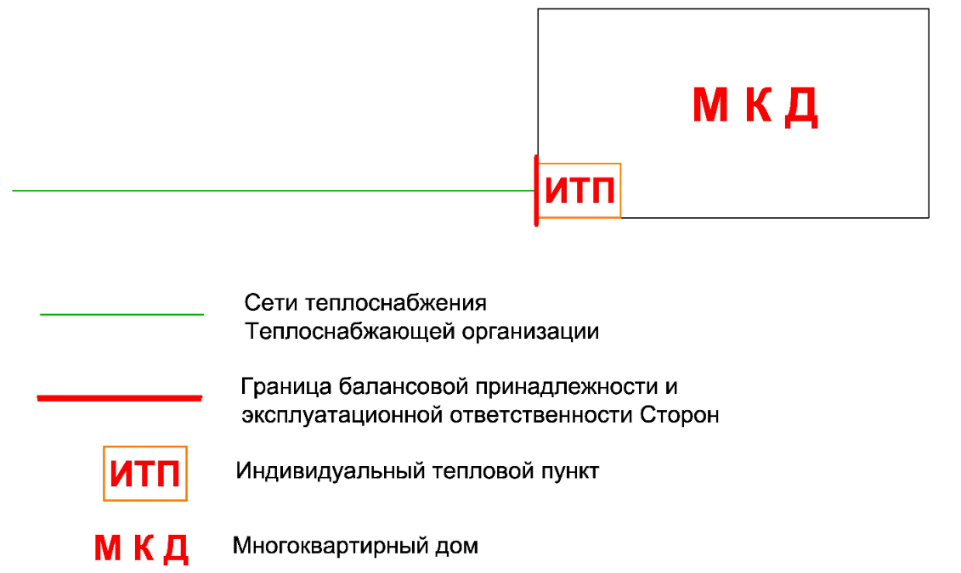 М К Д
ИТП
Сети теплоснабжения
Теплоснабжающей организации
Граница балансовой принадлежности и
эксплуатационной ответственности Сторон
ИТП
Индивидуальный тепловой пункт
М К Д
Многоквартирный дом